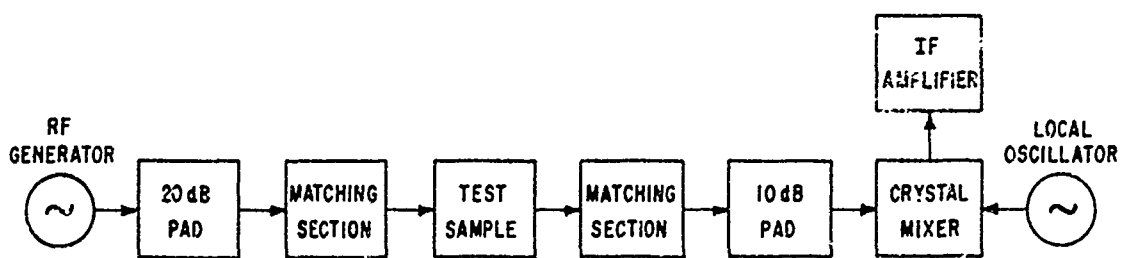 IF
AMPLIFIER
RF
GENERATOR
LOCAL
OSCILLATOR
20 dB
PAD
MATCHING
SECTION
TEST
SAMPLE
MATCHING
SECTION
10 dB
PAD
CRYSTAL
MIXER